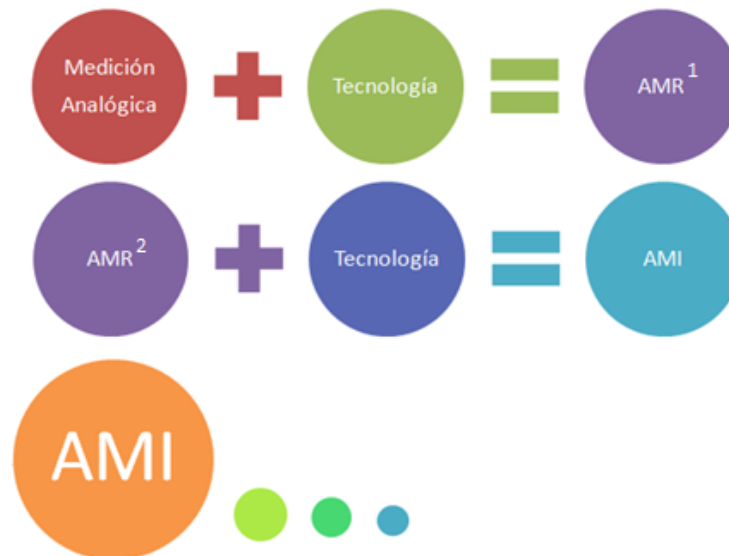 Medición
Analógica
Tecnología
AMR¹
AMR²
Tecnología
AMI
AMI